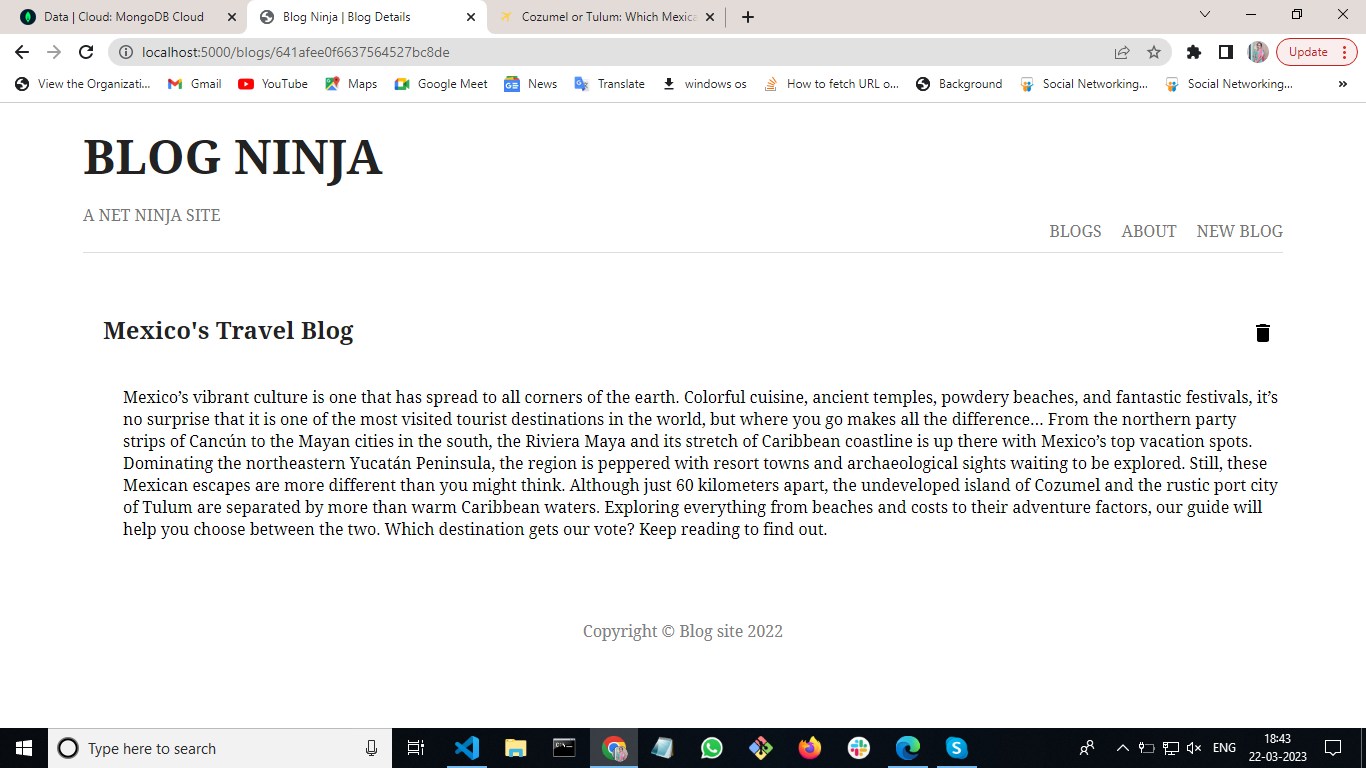 Data | Cloud: MongoDB Cloud
Blog Ninja | Blog Details
Cozumel or Tulum: Which Mexica
localhost:5000/blogs/641afee0f6637564527bc8de
Update
View the Organizati...
Gmail
YouTube
Maps
Google Meet
News
Translate
windows os
How to fetch URL o...
Background
Social Networking...
Social Networking...
»
BLOG NINJA
A NET NINJA SITE
BLOGS ABOUT NEW BLOG
Mexico's Travel Blog
Mexico’s vibrant culture is one that has spread to all corners of the earth. Colorful cuisine, ancient temples, powdery beaches, and fantastic festivals, it’s
no surprise that it is one of the most visited tourist destinations in the world, but where you go makes all the difference… From the northern party
strips of Cancún to the Mayan cities in the south, the Riviera Maya and its stretch of Caribbean coastline is up there with Mexico’s top vacation spots.
Dominating the northeastern Yucatán Peninsula, the region is peppered with resort towns and archaeological sights waiting to be explored. Still, these
Mexican escapes are more different than you might think. Although just 60 kilometers apart, the undeveloped island of Cozumel and the rustic port city
of Tulum are separated by more than warm Caribbean waters. Exploring everything from beaches and costs to their adventure factors, our guide will
help you choose between the two. Which destination gets our vote? Keep reading to find out.
Copyright © Blog site 2022
Type here to search
ENG
18:43
22-03-2023